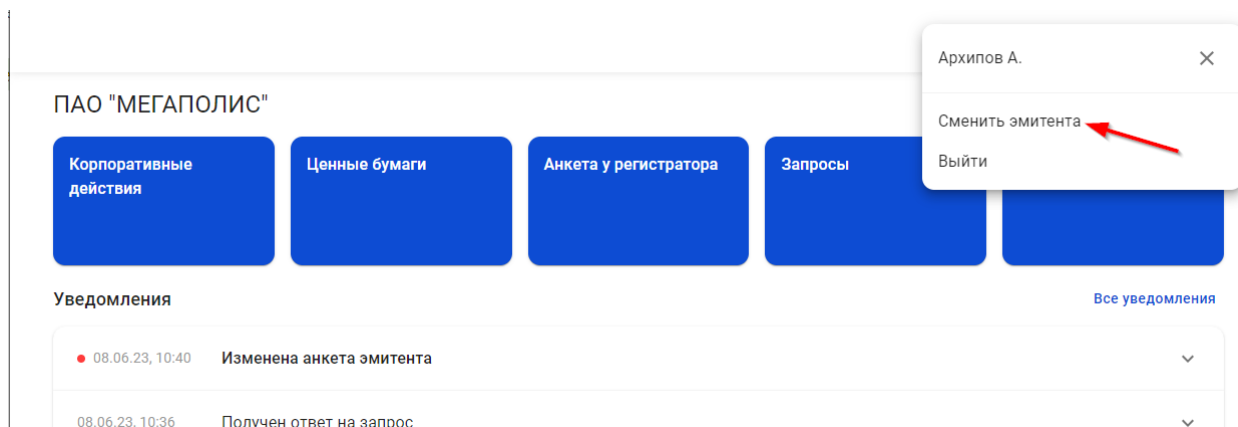 Архипов А.
ПАО "МЕГАПОЛИС"
Сменить эмитента
Выйти
Корпоративные
действия
Ценные бумаги
Анкета у регистратора
Запросы
Уведомления
Все уведомления
08.06.23, 10:40 Изменена анкета эмитента
08.06.23, 10:36 Получен ответ на запрос